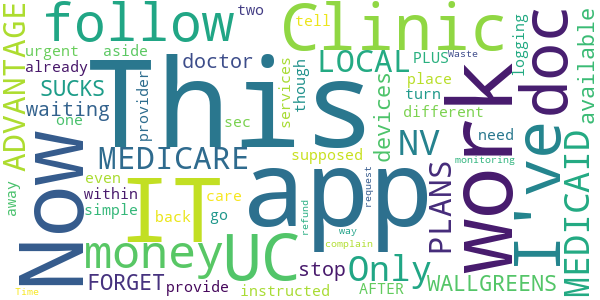 ADVANTAGE
follow
Clinic
two
tell
logging
available
urgent
aside
already
SUCKS
waiting
one
provider
doctor
sec
services
though
LOCAL
devices
PLUS
Waste
place
turn
different
doc
This
work
I've
Now
MEDICARE
supposed
NV
need
within
even
simple
away
IT
care
back
go
app
request
PLANS
monitoring
MEDICAID
money
UC
refund
way
complain
stop
Only
FORGET
provide
instructed
AFTER
WALLGREENS
Time